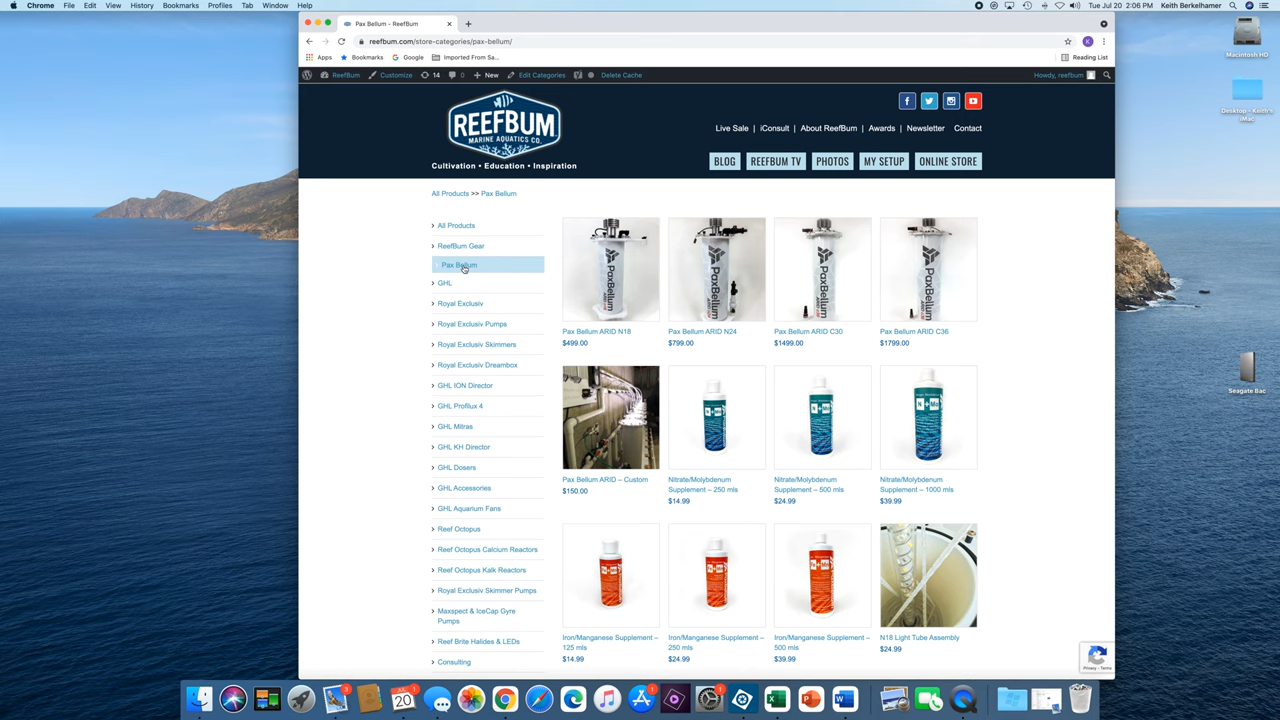 Chrome File Edit View History Bookmarks Profiles Tab Window Help
Tue Jul 20 2:06 PM Keith Berkelhamer
Pax Bellum - ReefBum
reefbum.com/store-categories/pax-bellum/
Apps Bookmarks Google Imported From Sa... Reading List
ReefBum Customize 14 0 New Edit Categories Delete Cache Howdy, reefbum
REEFBUM
MARINE AQUATICS CO.
Cultivation • Education • Inspiration
Live Sale | iConsult | About ReefBum | Awards | Newsletter | Contact
BLOG REEFBUM TV PHOTOS MY SETUP ONLINE STORE
All Products >> Pax Bellum
All Products
ReefBum Gear
Pax Bellum
GHL
Royal Exclusiv
Royal Exclusiv Pumps
Royal Exclusiv Skimmers
Royal Exclusiv Dreambox
GHL ION Director
GHL Profilux 4
GHL Mitras
GHL KH Director
GHL Dosers
GHL Accessories
GHL Aquarium Fans
Reef Octopus
Reef Octopus Calcium Reactors
Reef Octopus Kalk Reactors
Royal Exclusiv Skimmer Pumps
Maxspect & IceCap Gyre
Pumps
Reef Brite Halides & LEDs
Consulting
PaxBellum PaxBellum PaxBellum PaxBellum
Pax Bellum ARID N18
$499.00
Pax Bellum ARID N24
$799.00
Pax Bellum ARID C30
$1499.00
Pax Bellum ARID C36
$1799.00
Pax Bellum ARID – Custom
$150.00
Nitrate/Molybdenum
Supplement – 250 mls
$14.99
Nitrate/Molybdenum
Supplement – 500 mls
$24.99
Nitrate/Molybdenum
Supplement – 1000 mls
$39.99
Iron/Manganese Supplement –
125 mls
$14.99
Iron/Manganese Supplement –
250 mls
$24.99
Iron/Manganese Supplement –
500 mls
$39.99
N18 Light Tube Assembly
$24.99
Privacy - Terms
Macintosh HD
Desktop - Keith's
iMac
Seagate Bac